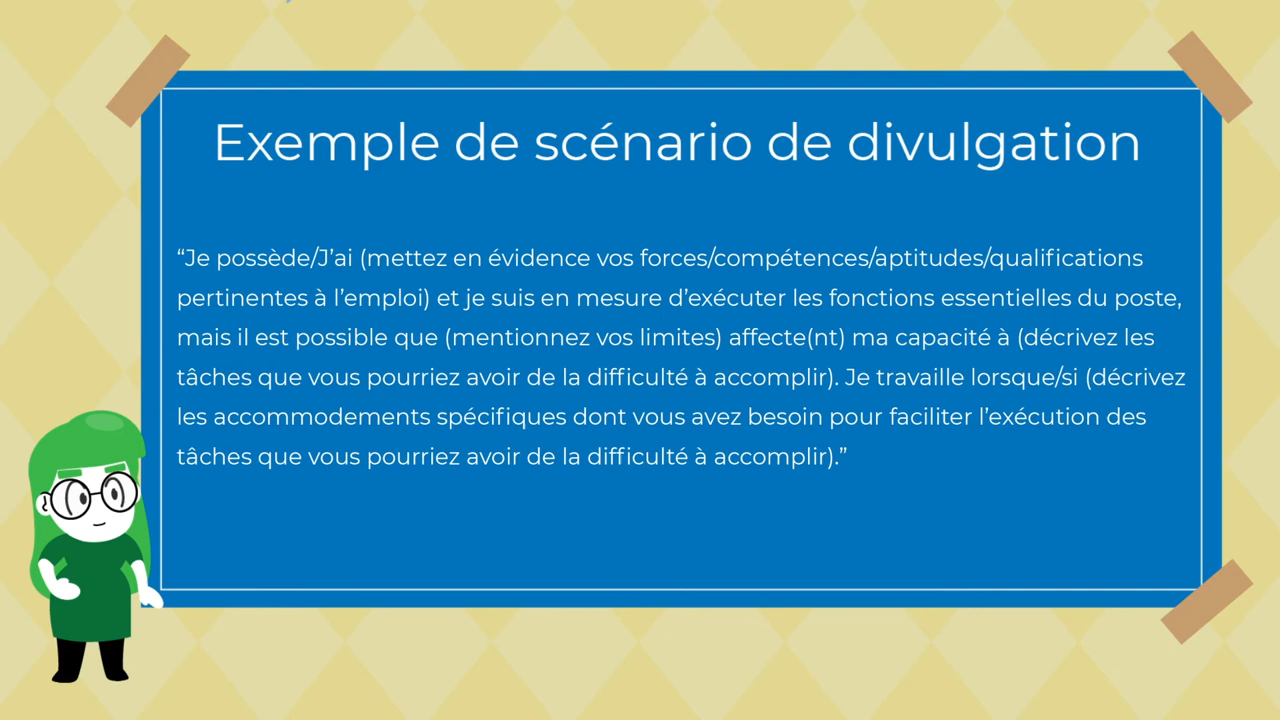 Exemple de scénario de divulgation
“Je possède/J’ai (mettez en évidence vos forces/compétences/aptitudes/qualifications
pertinentes à l’emploi) et je suis en mesure d’exécuter les fonctions essentielles du poste,
mais il est possible que (mentionnez vos limites) affecte(nt) ma capacité à (décrivez les
tâches que vous pourriez avoir de la difficulté à accomplir). Je travaille lorsque/si (décrivez
les accommodements spécifiques dont vous avez besoin pour faciliter l’exécution des
tâches que vous pourriez avoir de la difficulté à accomplir).”